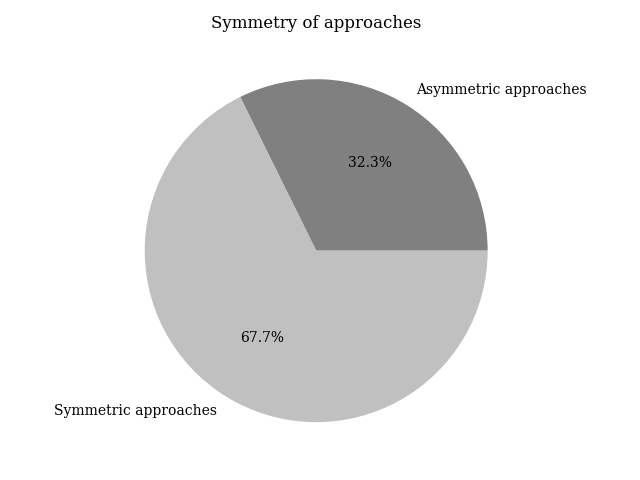 Symmetry of approaches
Asymmetric approaches
32.3%
67.7%
Symmetric approaches